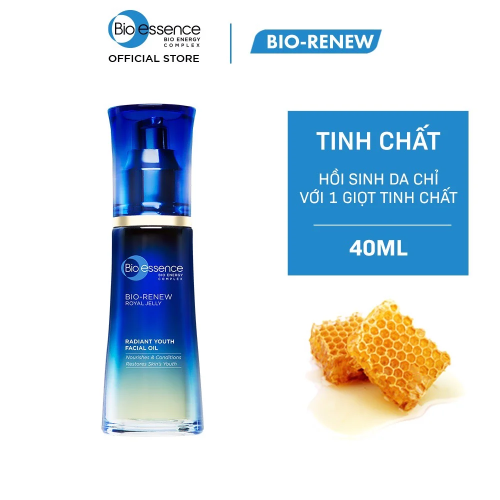 Bio essence
BIO ENERGY
COMPLEX
OFFICIAL STORE
BIO-RENEW
TINH CHẤT
HỒI SINH DA CHỈ
VỚI 1 GIỌT TINH CHẤT
40ML
Bio essence
BIO ENERGY
COMPLEX
BIO-RENEW
ROYAL JELLY
RADIANT YOUTH
FACIAL OIL
Nourishes & Conditions
Restores Skin's Youth